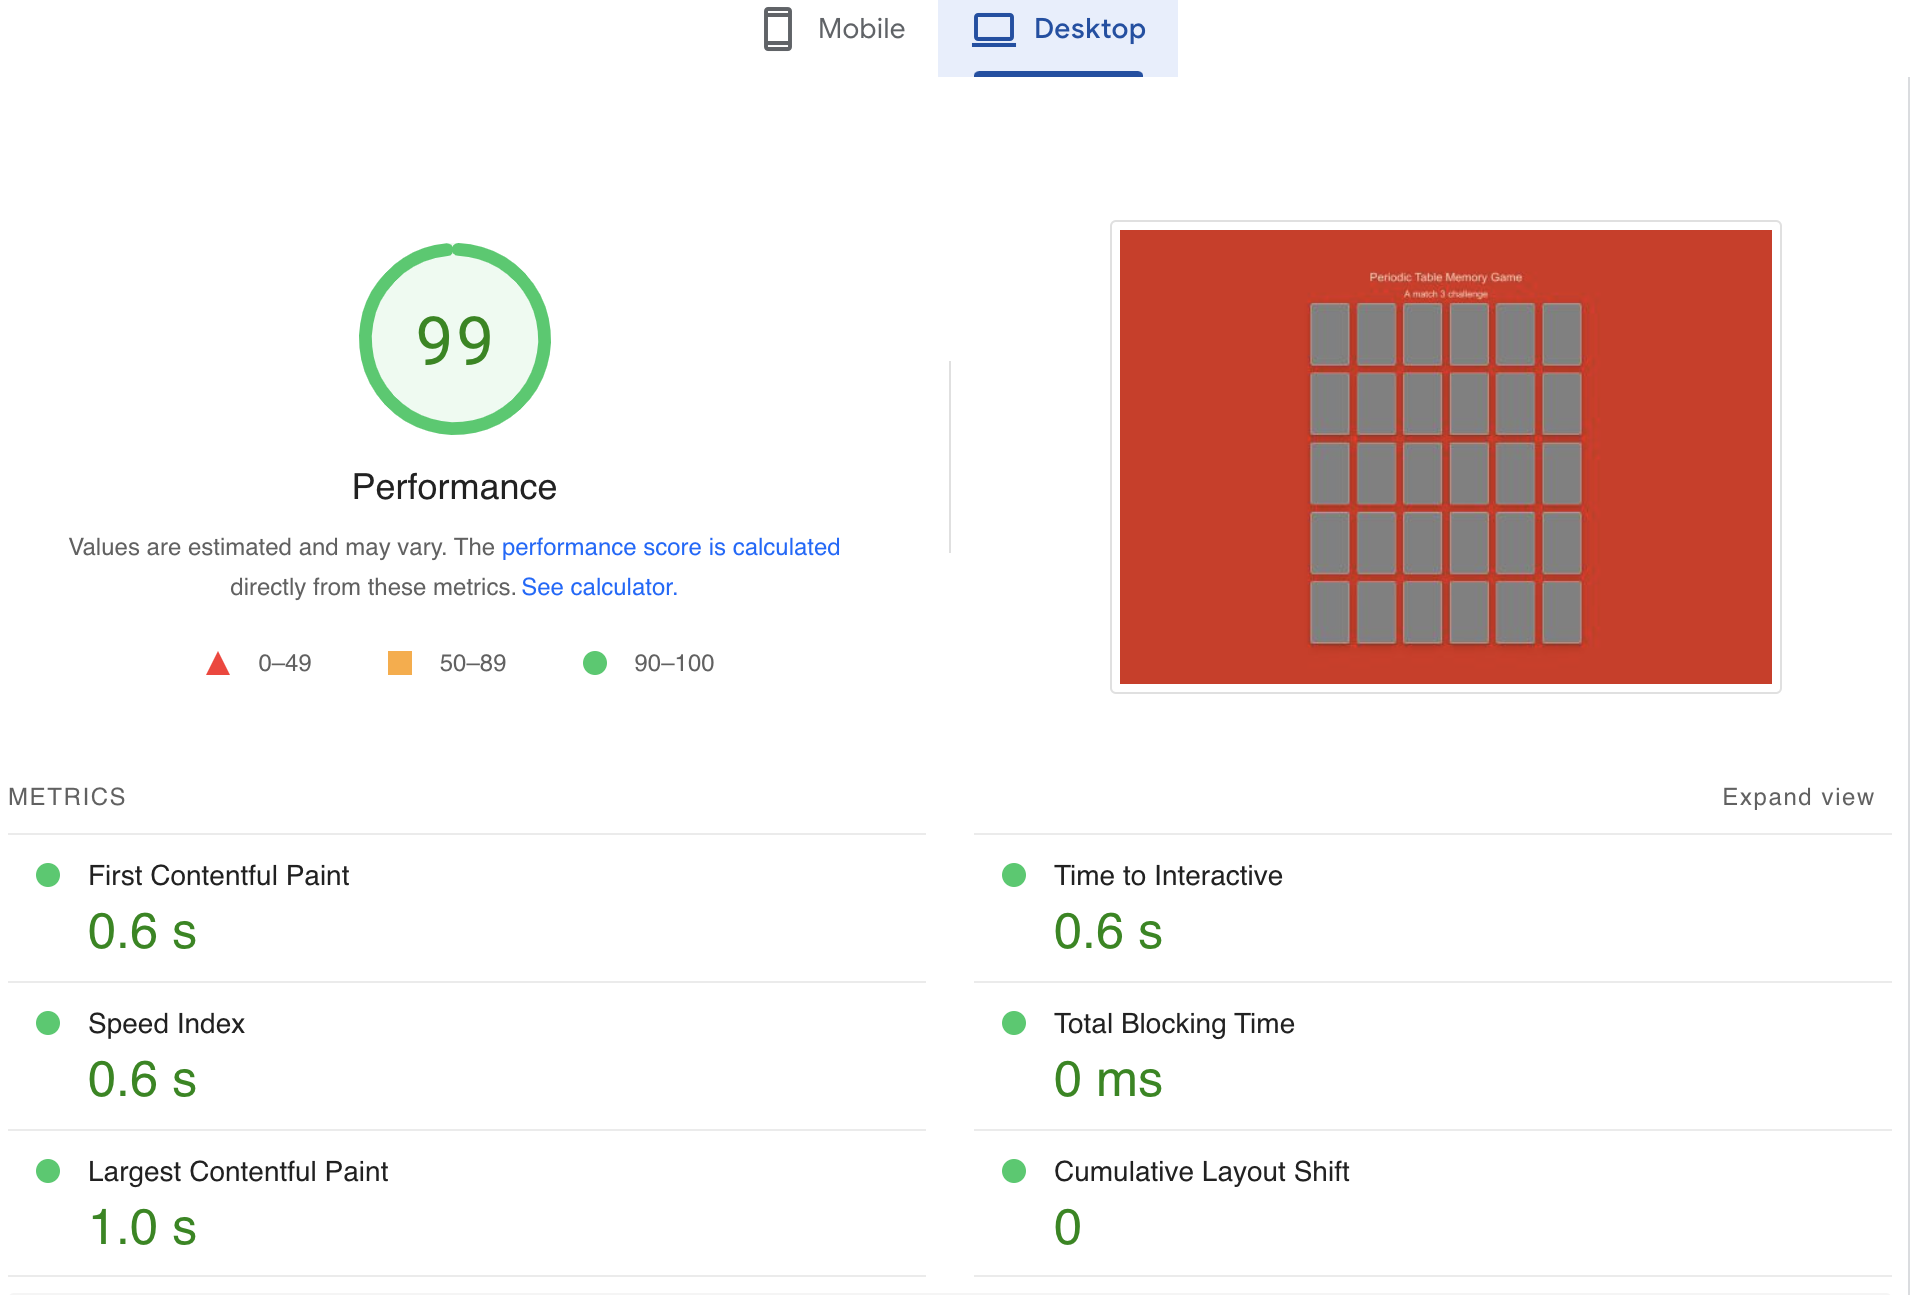 Mobile
Desktop
99
Performance
Values are estimated and may vary. The performance score is calculated
directly from these metrics. See calculator.
0–49
50–89
90–100
Periodic Table Memory Game
A match 3 challenge
METRICS
Expand view
First Contentful Paint
0.6 s
Time to Interactive
0.6 s
Speed Index
0.6 s
Total Blocking Time
0 ms
Largest Contentful Paint
1.0 s
Cumulative Layout Shift
0